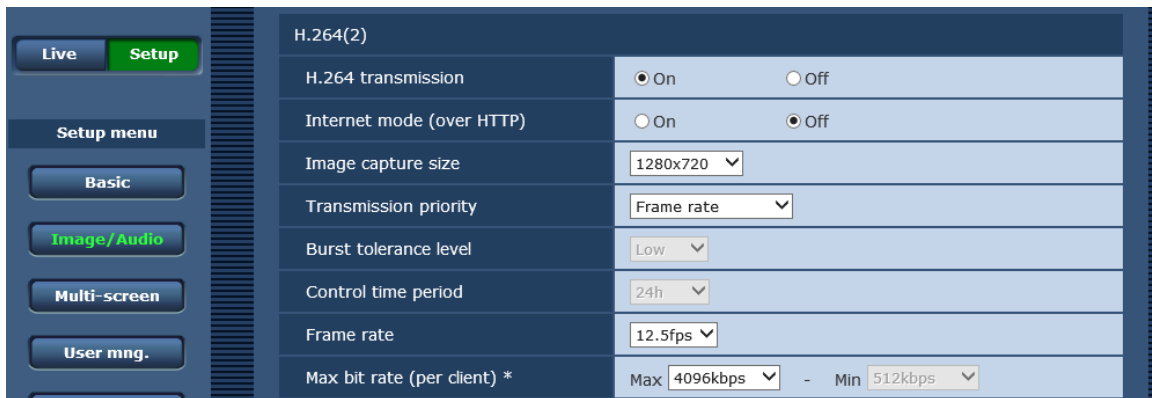 Live Setup
Setup menu
Basic
Image/Audio
Multi-screen
User mng.
H.264(2)
H.264 transmission On Off
Internet mode (over HTTP) On Off
Image capture size 1280x720
Transmission priority Frame rate
Burst tolerance level Low
Control time period 24h
Frame rate 12.5fps
Max bit rate (per client) * Max 4096kbps - Min 512kbps